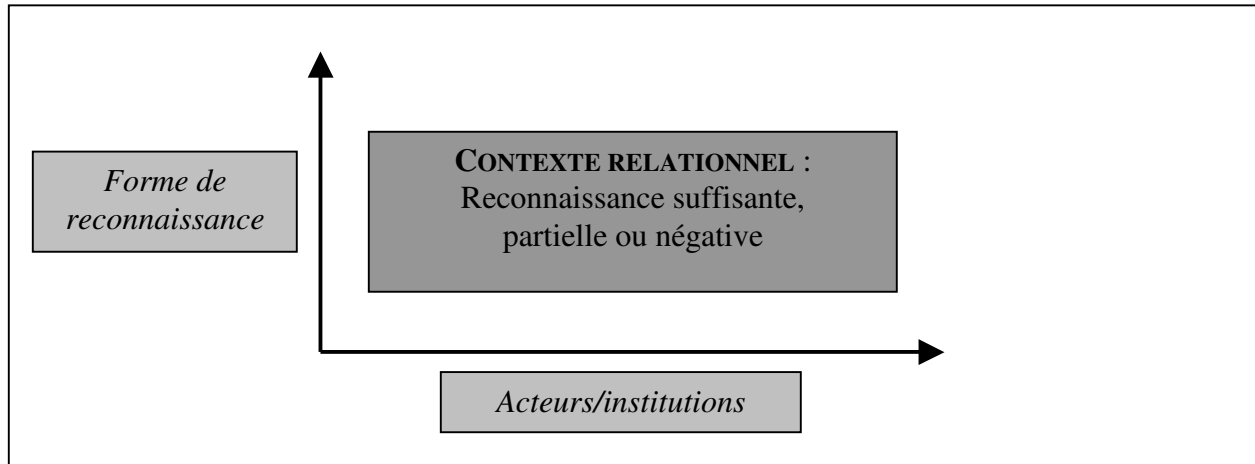 CONTEXTE RELATIONNEL :
Reconnaissance suffisante,
partielle ou négative
Forme de
reconnaissance
Acteurs/institutions